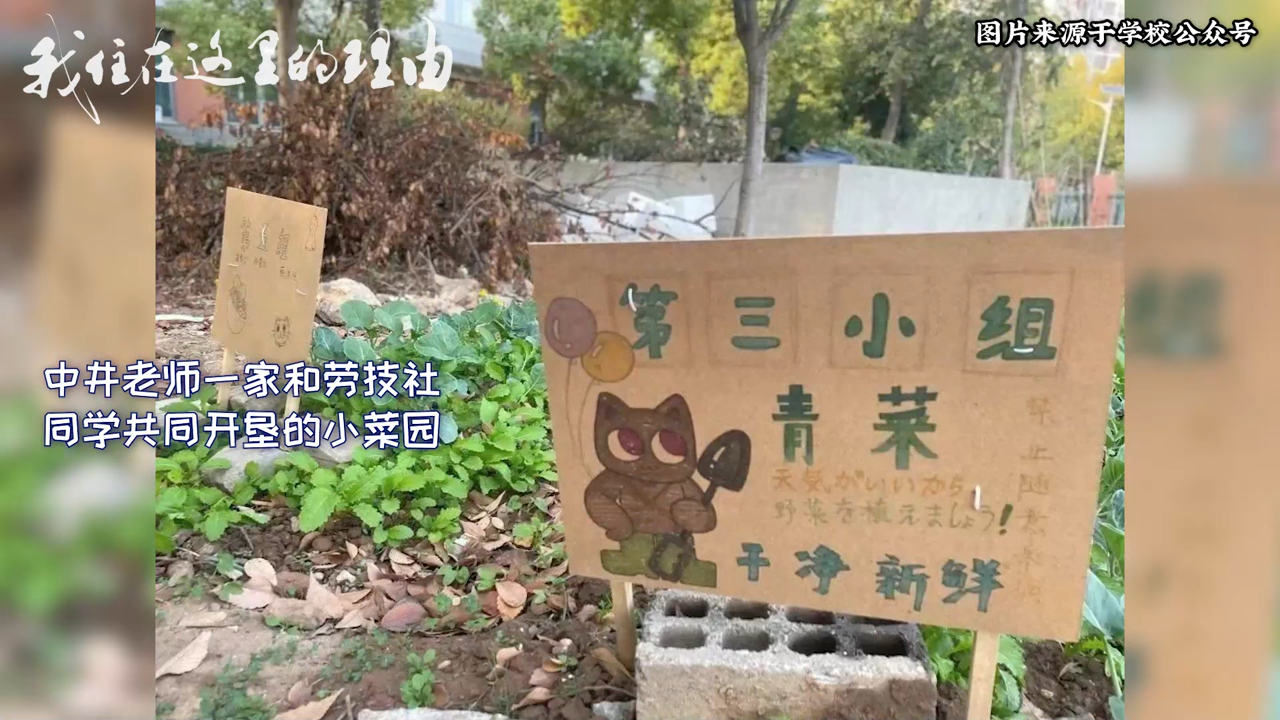 我住在这里的理由
图片来源于学校公众号
第三小组
青菜
天気がいいから
野菜を植えましょう!
干净 新鲜
中井老师一家和劳技社
同学共同开垦的小菜园